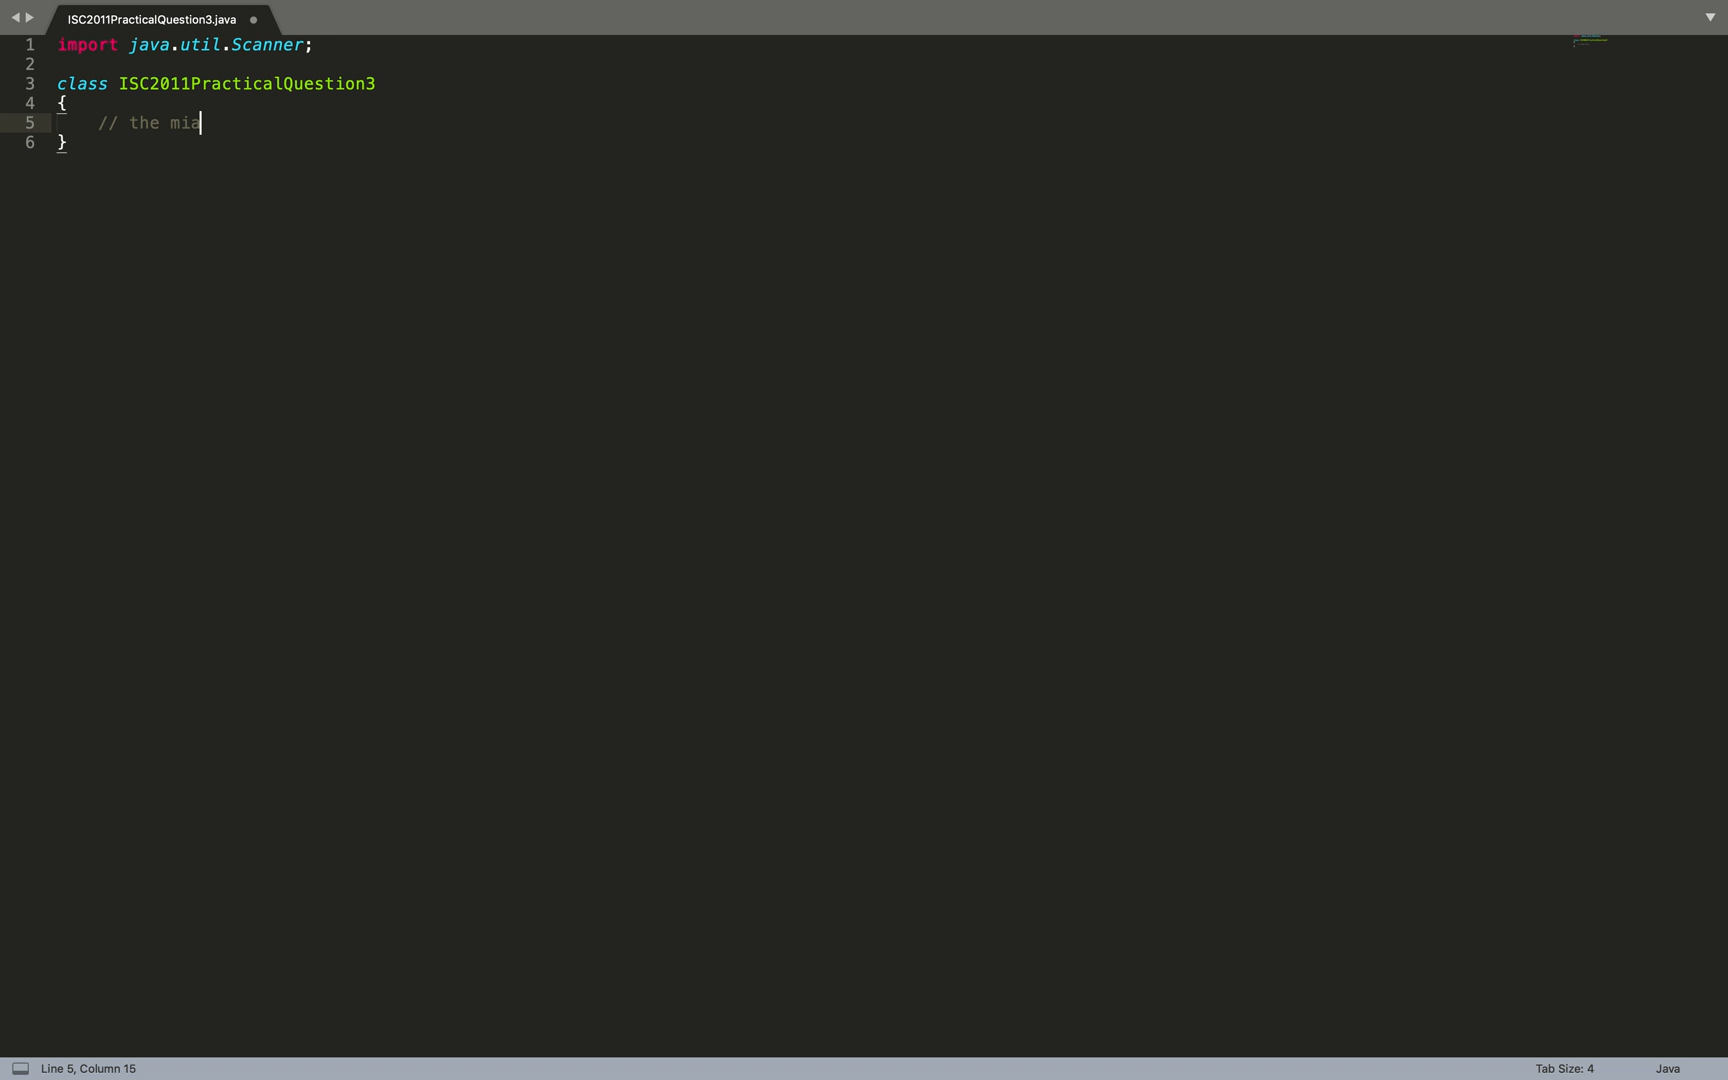 ISC2011PracticalQuestion3.java
1 import java.util.Scanner;
2
3 class ISC2011PracticalQuestion3
4 {
5 // the mia
6 }
Line 5, Column 15 Tab Size: 4 Java